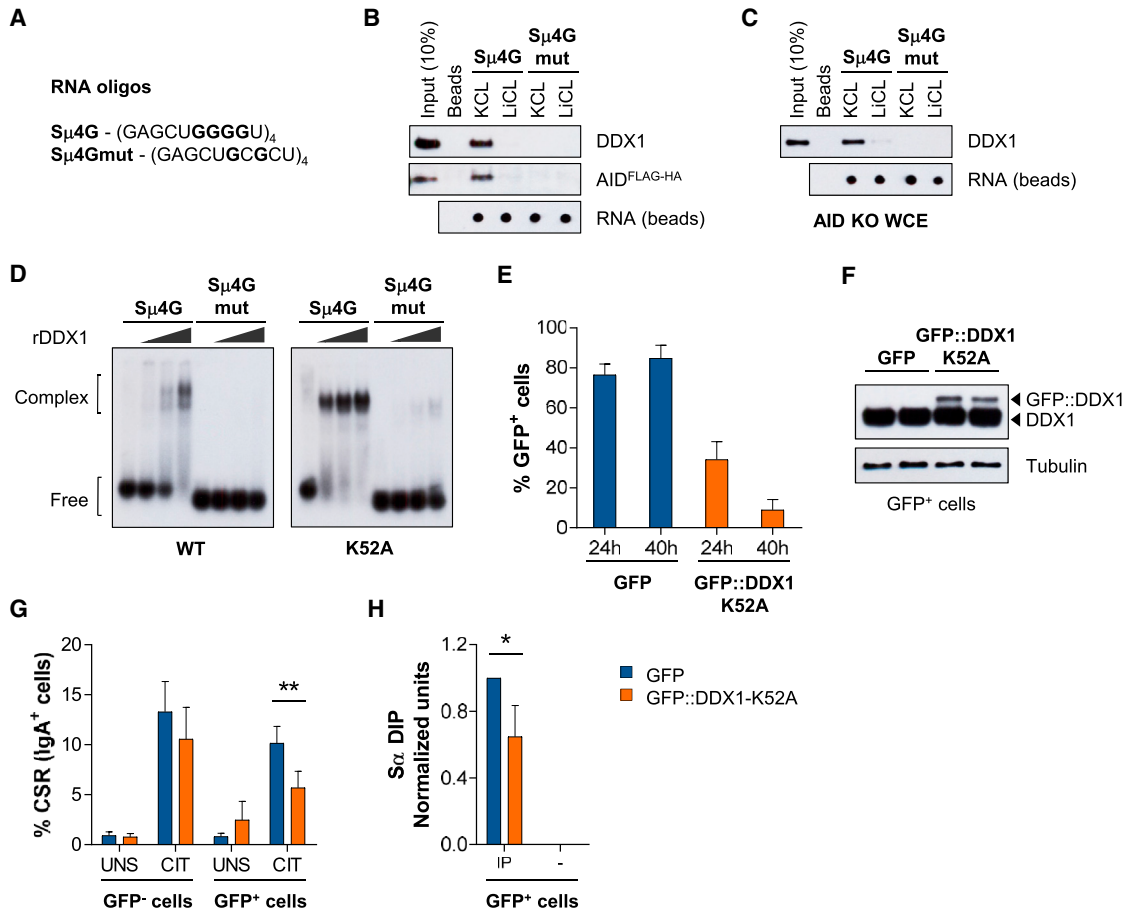 A
RNA oligos
Sμ4G - (GAGCUGGGGU)4
Sμ4Gmut - (GAGCUGCGCU)4
B
Input (10%)
Beads
Sμ4G
Sμ4G
mut
KCL
LiCL
KCL
LiCL
DDX1
AIDFLAG-HA
RNA (beads)
C
Input (10%)
Beads
Sμ4G
Sμ4G
mut
KCL
LiCL
KCL
LiCL
DDX1
RNA (beads)
AID KO WCE
D
Sμ4G
Sμ4G
mut
Sμ4G
Sμ4G
mut
rDDX1
Complex
Free
WT
K52A
E
% GFP+ cells
100
80
60
40
20
0
24h 40h 24h 40h
GFP
GFP::DDX1
K52A
F
GFP
GFP::DDX1
K52A
GFP::DDX1
DDX1
Tubulin
GFP+ cells
G
% CSR (IgA+ cells)
20
15
10
5
0
UNS CIT UNS CIT
GFP- cells
GFP+ cells
**
H
Sα DIP
Normalized units
1.2
0.8
0.4
0.0
*
IP -
GFP+ cells
GFP
GFP::DDX1-K52A